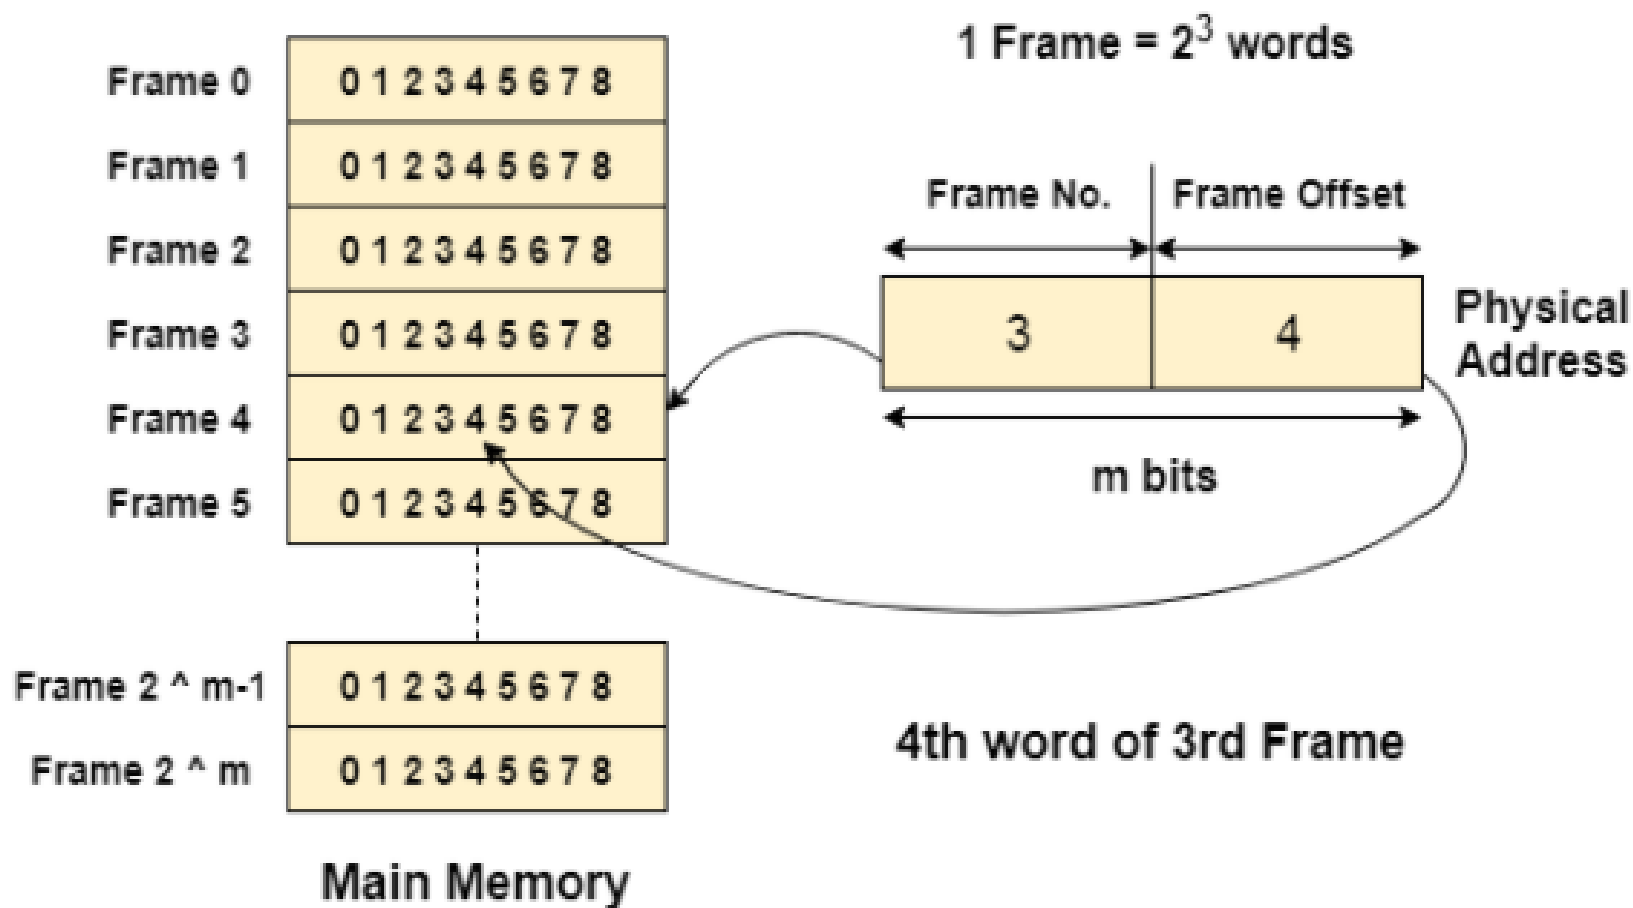 1 Frame = 2³ words
Frame 0 0 1 2 3 4 5 6 7 8
Frame 1 0 1 2 3 4 5 6 7 8
Frame 2 0 1 2 3 4 5 6 7 8
Frame 3 0 1 2 3 4 5 6 7 8
Frame 4 0 1 2 3 4 5 6 7 8
Frame 5 0 1 2 3 4 5 6 7 8
Frame 2 ^ m-1 0 1 2 3 4 5 6 7 8
Frame 2 ^ m 0 1 2 3 4 5 6 7 8
Main Memory
Frame No. Frame Offset
3 4
Physical
Address
m bits
4th word of 3rd Frame